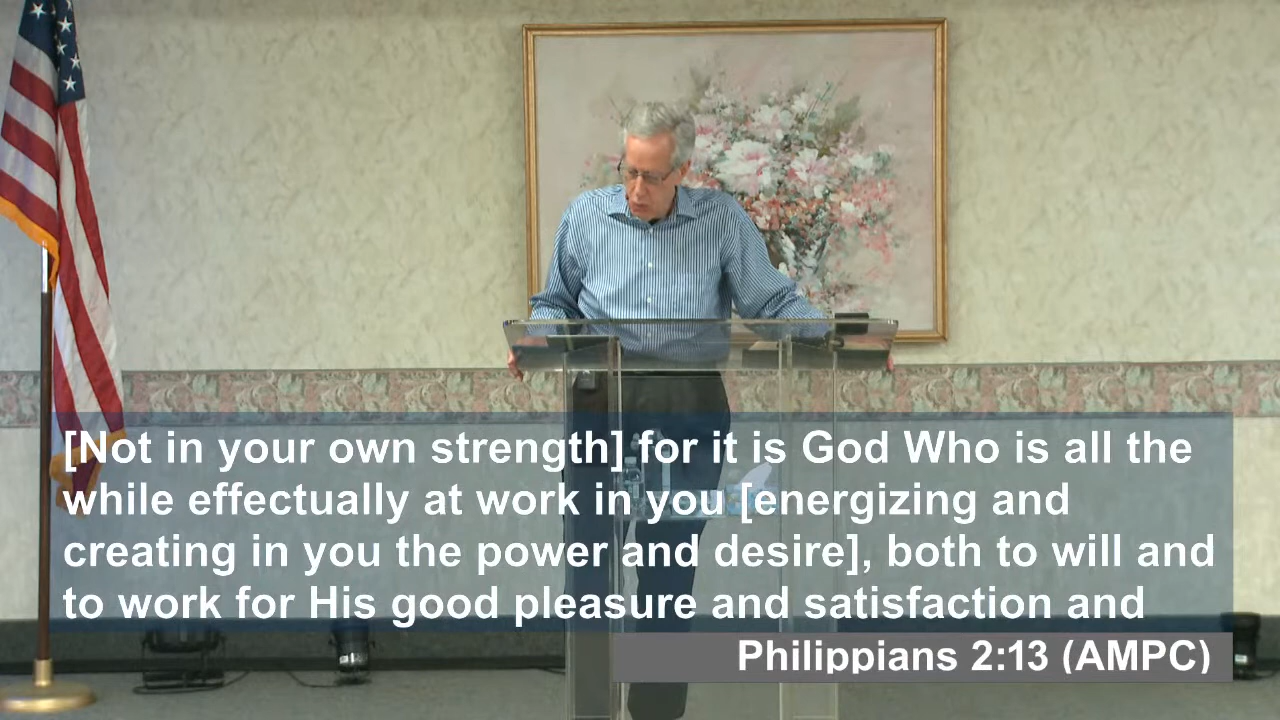 [Not in your own strength] for it is God Who is all the
while effectually at work in you [energizing and
creating in you the power and desire], both to will and
to work for His good pleasure and satisfaction and
Philippians 2:13 (AMPC)